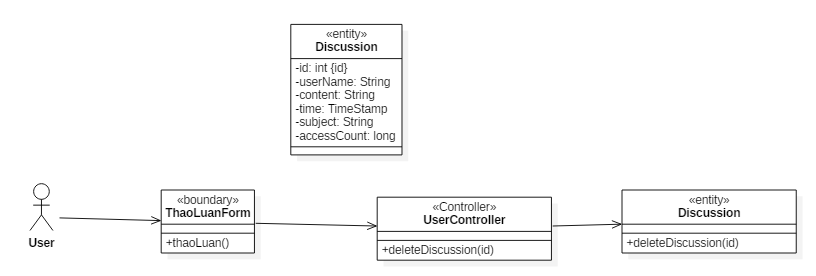 «entity»
Discussion
-id: int {id}
-userName: String
-content: String
-time: TimeStamp
-subject: String
-accessCount: long
User
«boundary»
ThaoLuanForm
+thaoLuan()
«Controller»
UserController
+deleteDiscussion(id)
«entity»
Discussion
+deleteDiscussion(id)